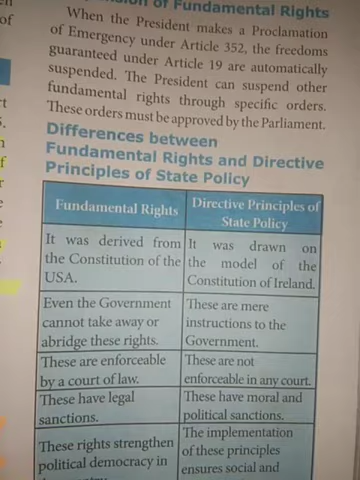 of Fundamental Rights
When the President makes a Proclamation
of Emergency under Article 352, the freedoms
guaranteed under Article 19 are automatically
suspended. The President can suspend other
fundamental rights through specific orders.
These orders must be approved by the Parliament.
Differences between
Fundamental Rights and Directive
Principles of State Policy
Fundamental Rights
Directive Principles of
State Policy
It was derived from
the Constitution of the
USA.
It was drawn on
the model of the
Constitution of Ireland.
Even the Government
cannot take away or
abridge these rights.
These are mere
instructions to the
Government.
These are enforceable
by a court of law.
These are not
enforceable in any court.
These have legal
sanctions.
These have moral and
political sanctions.
These rights strengthen
political democracy in
The implementation
of these principles
ensures social and
of